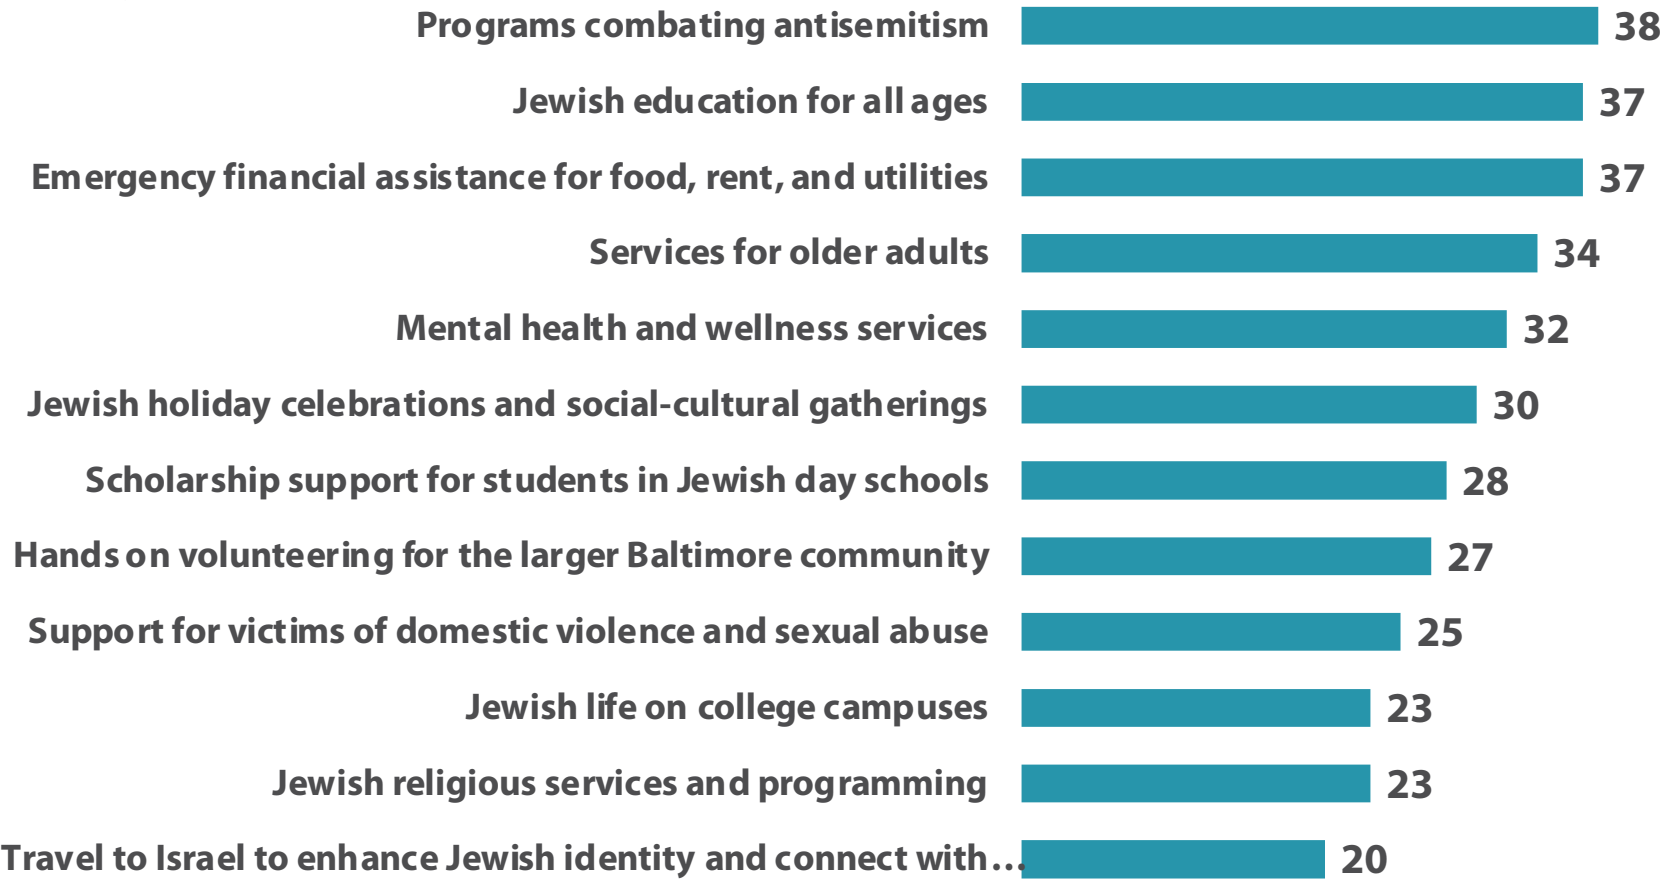 Programs combating antisemitism 38
Jewish education for all ages 37
Emergency financial assistance for food, rent, and utilities 37
Services for older adults 34
Mental health and wellness services 32
Jewish holiday celebrations and social-cultural gatherings 30
Scholarship support for students in Jewish day schools 28
Hands on volunteering for the larger Baltimore community 27
Support for victims of domestic violence and sexual abuse 25
Jewish life on college campuses 23
Jewish religious services and programming 23
Travel to Israel to enhance Jewish identity and connect with… 20